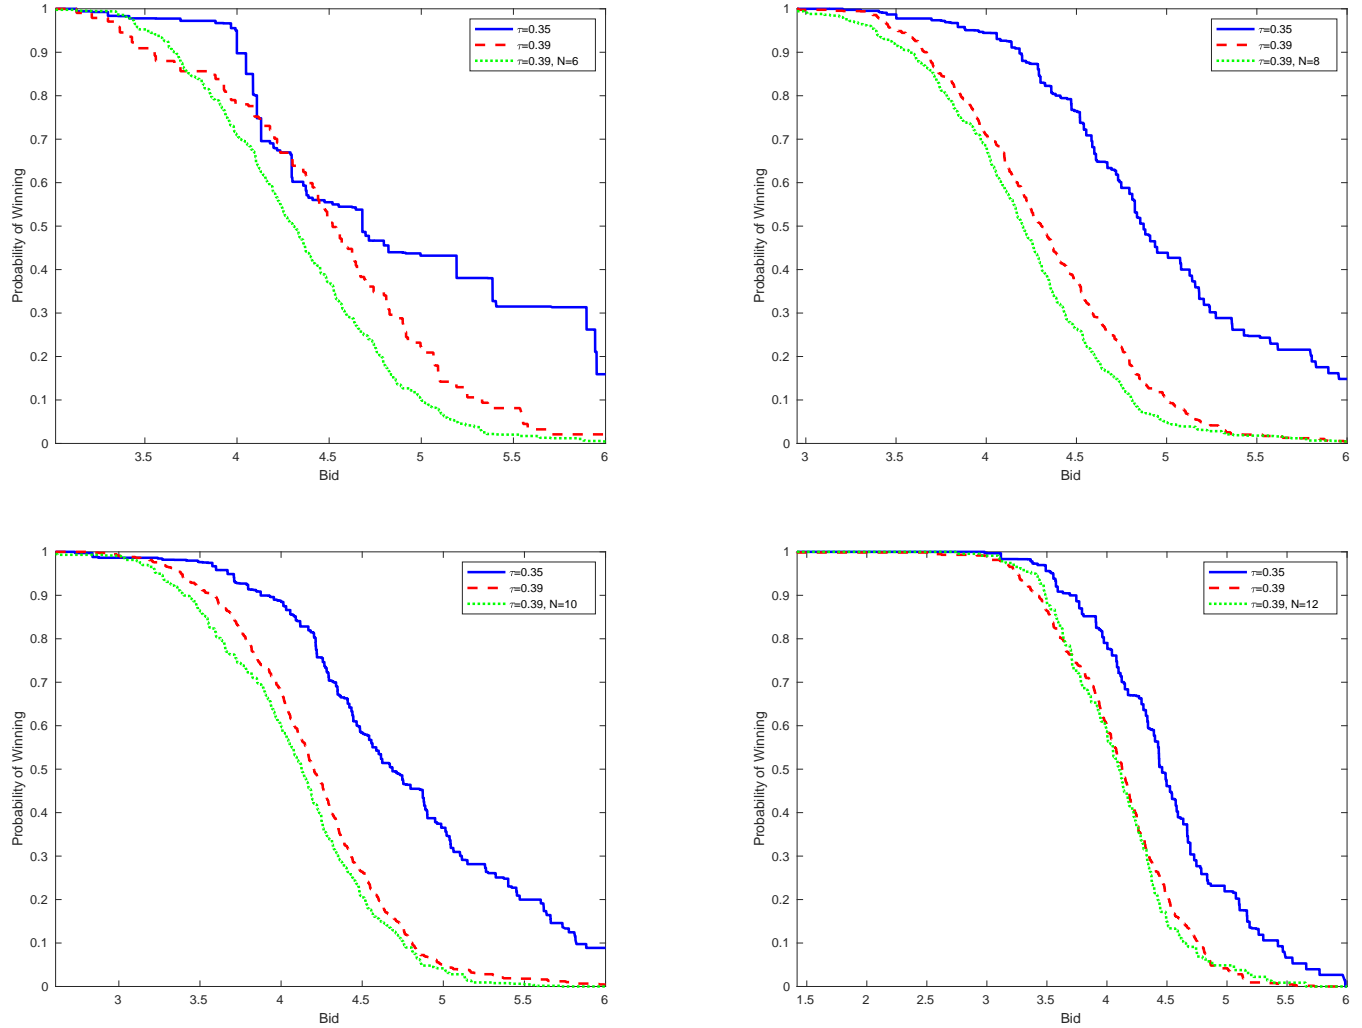 1
0.9
0.8
0.7
0.6
0.5
0.4
0.3
0.2
0.1
0
Probability of Winning
3.5 4 4.5 5 5.5 6
Bid
τ=0.35
τ=0.39
τ=0.39, N=6
1
0.9
0.8
0.7
0.6
0.5
0.4
0.3
0.2
0.1
0
Probability of Winning
3 3.5 4 4.5 5 5.5 6
Bid
τ=0.35
τ=0.39
τ=0.39, N=8
1
0.9
0.8
0.7
0.6
0.5
0.4
0.3
0.2
0.1
0
Probability of Winning
3 3.5 4 4.5 5 5.5 6
Bid
τ=0.35
τ=0.39
τ=0.39, N=10
1
0.9
0.8
0.7
0.6
0.5
0.4
0.3
0.2
0.1
0
Probability of Winning
1.5 2 2.5 3 3.5 4 4.5 5 5.5 6
Bid
τ=0.35
τ=0.39
τ=0.39, N=12